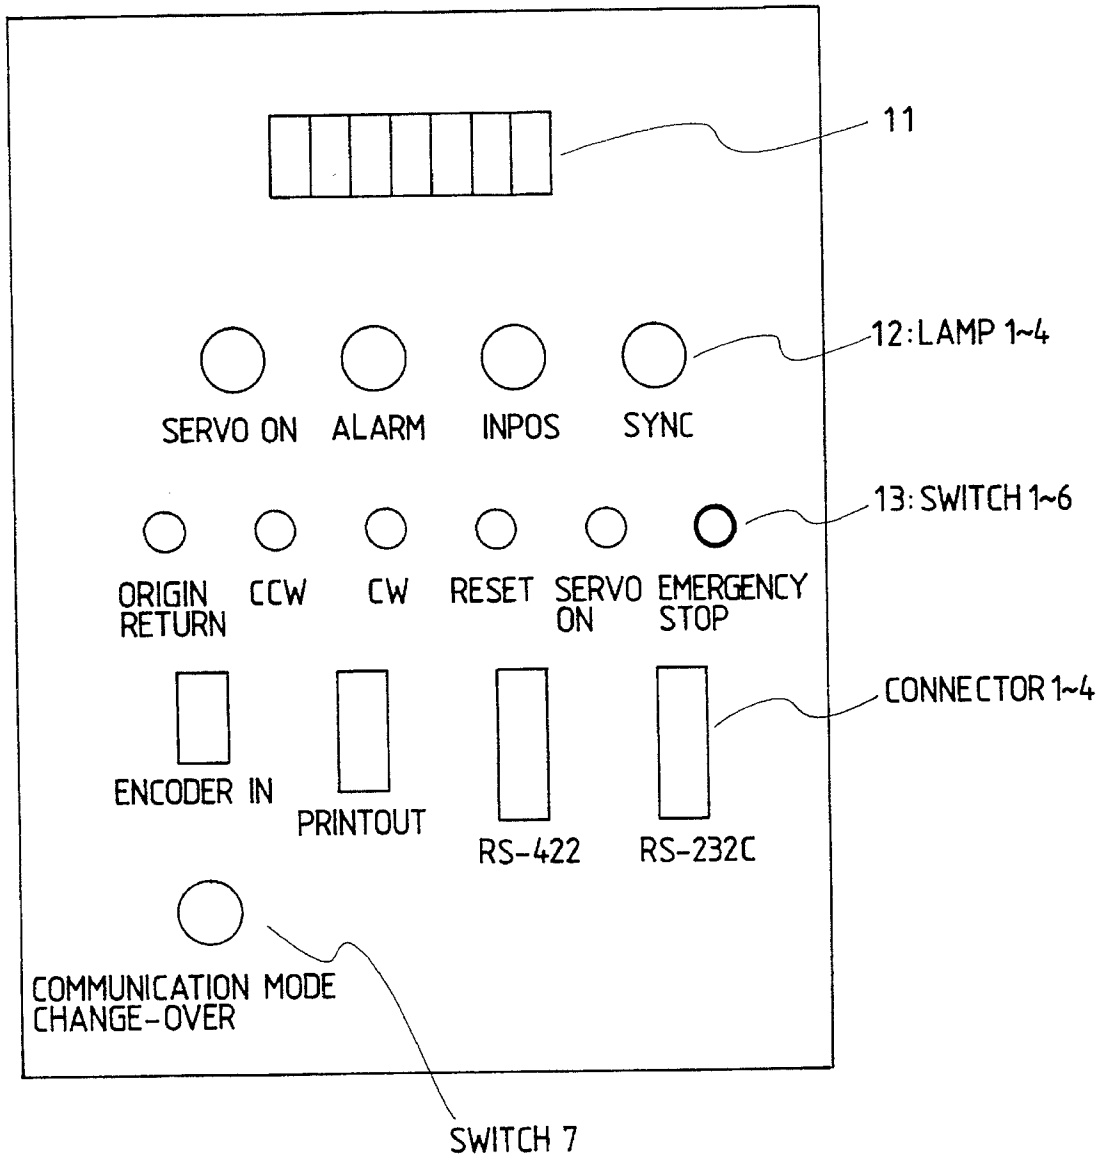 11
12:LAMP 1~4
SERVO ON
ALARM
INPOS
SYNC
13:SWITCH 1~6
ORIGIN
RETURN
CCW
CW
RESET
SERVO
ON
EMERGENCY
STOP
CONNECTOR 1~4
ENCODER IN
PRINTOUT
RS-422
RS-232C
COMMUNICATION MODE
CHANGE-OVER
SWITCH 7